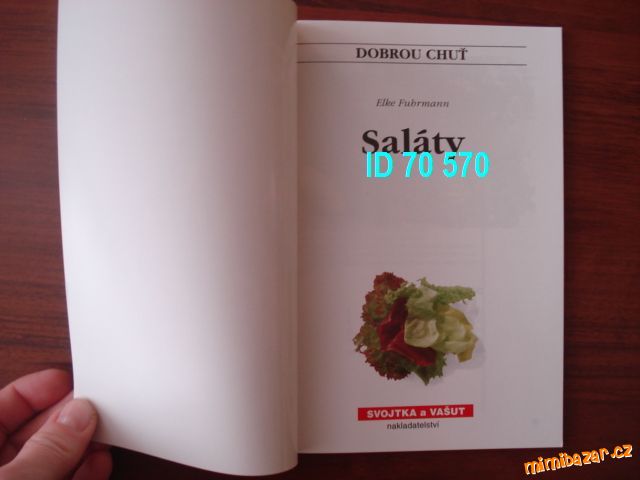 DOBROU CHUŤ
Elke Fuhrmann
Saláty
ID 70 570
SVOJTKA a VAŠUT
nakladatelství
mimibazar.cz